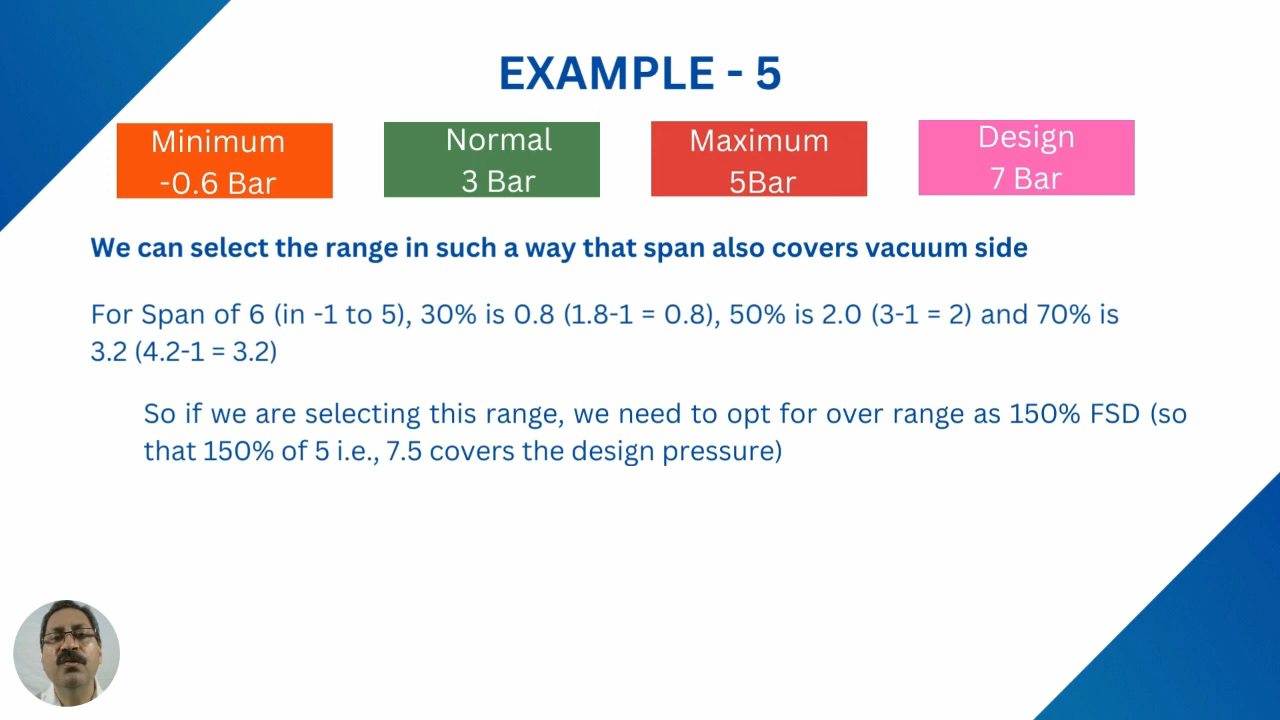 EXAMPLE - 5
Minimum
-0.6 Bar
Normal
3 Bar
Maximum
5Bar
Design
7 Bar
We can select the range in such a way that span also covers vacuum side
For Span of 6 (in -1 to 5), 30% is 0.8 (1.8-1 = 0.8), 50% is 2.0 (3-1 = 2) and 70% is
3.2 (4.2-1 = 3.2)
So if we are selecting this range, we need to opt for over range as 150% FSD (so
that 150% of 5 i.e., 7.5 covers the design pressure)